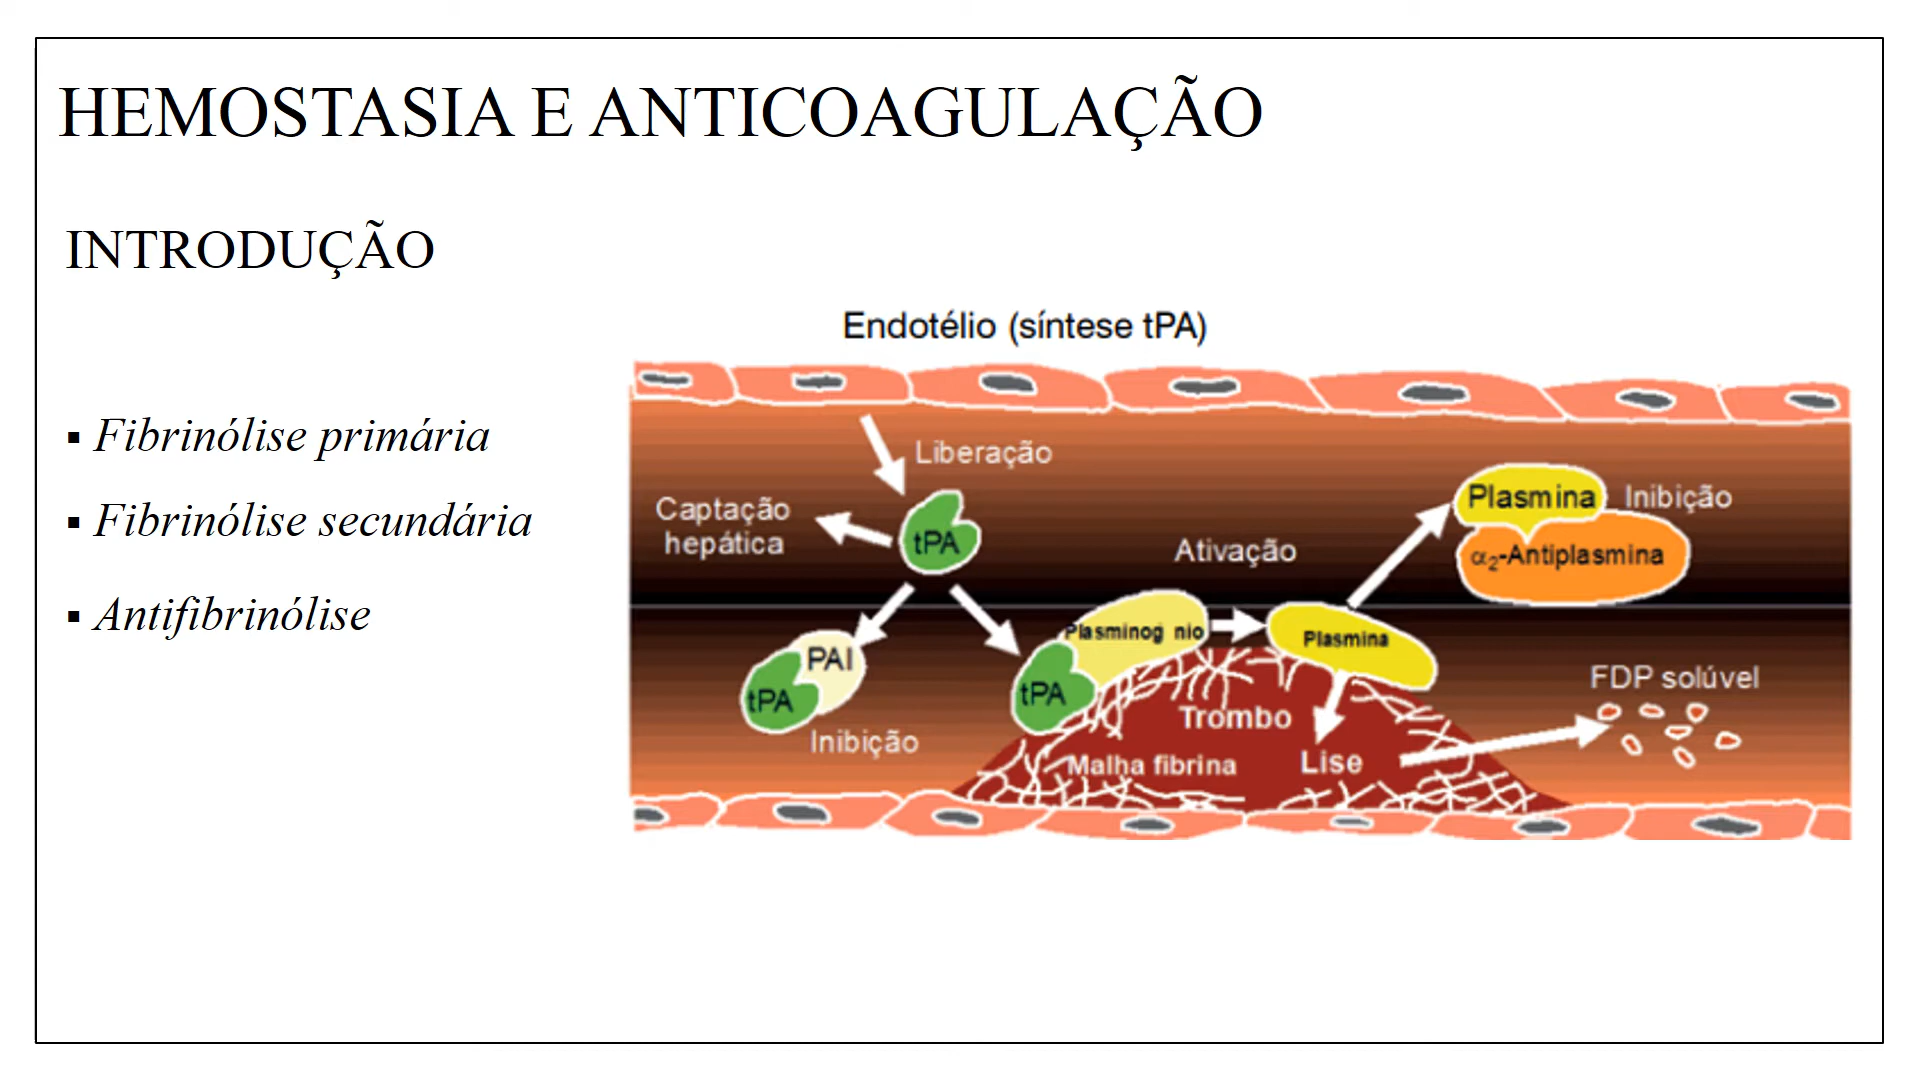 HEMOSTASIA E ANTICOAGULAÇÃO
INTRODUÇÃO
▪ Fibrinólise primária
▪ Fibrinólise secundária
▪ Antifibrinólise
Endotélio (síntese tPA)
Liberação
Captação
hepática
tPA
Ativação
Plasmina
Inibição
α2-Antiplasmina
PAI
tPA
Inibição
Plasminog nio
tPA
Plasmina
Trombo
Malha fibrina
Lise
FDP solúvel